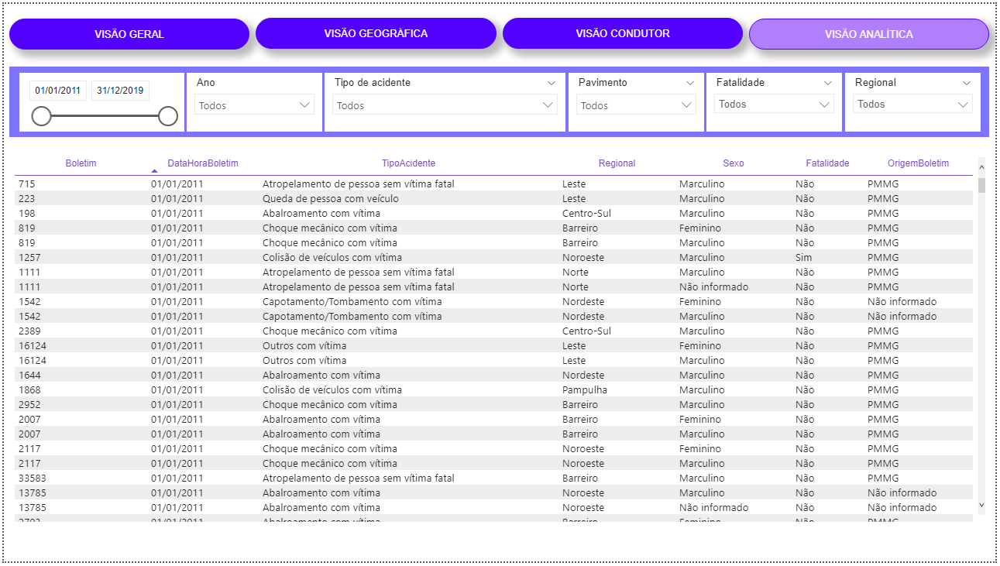 VISÃO GERAL VISÃO GEOGRÁFICA VISÃO CONDUTOR VISÃO ANALÍTICA
01/01/2011 31/12/2019 Ano Tipo de acidente Pavimento Fatalidade Regional
Todos Todos Todos Todos Todos
Boletim DataHoraBoletim TipoAcidente Regional Sexo Fatalidade OrigemBoletim
715 01/01/2011 Atropelamento de pessoa sem vítima fatal Leste Marculino Não PMMG
223 01/01/2011 Queda de pessoa com veículo Leste Marculino Não PMMG
198 01/01/2011 Abalroamento com vítima Centro-Sul Marculino Não PMMG
819 01/01/2011 Choque mecânico com vítima Barreiro Feminino Não PMMG
819 01/01/2011 Choque mecânico com vítima Barreiro Marculino Não PMMG
1257 01/01/2011 Colisão de veículos com vítima Noroeste Marculino Sim PMMG
1111 01/01/2011 Atropelamento de pessoa sem vítima fatal Norte Marculino Não PMMG
1111 01/01/2011 Atropelamento de pessoa sem vítima fatal Norte Não informado Não PMMG
1542 01/01/2011 Capotamento/Tombamento com vítima Nordeste Feminino Não Não informado
1542 01/01/2011 Capotamento/Tombamento com vítima Nordeste Marculino Não Não informado
2389 01/01/2011 Choque mecânico com vítima Centro-Sul Marculino Não PMMG
16124 01/01/2011 Outros com vítima Leste Feminino Não PMMG
16124 01/01/2011 Outros com vítima Leste Marculino Não PMMG
1644 01/01/2011 Abalroamento com vítima Nordeste Marculino Não PMMG
1868 01/01/2011 Colisão de veículos com vítima Pampulha Marculino Não PMMG
2952 01/01/2011 Choque mecânico com vítima Barreiro Marculino Não PMMG
2007 01/01/2011 Abalroamento com vítima Barreiro Feminino Não PMMG
2007 01/01/2011 Abalroamento com vítima Barreiro Marculino Não PMMG
2117 01/01/2011 Choque mecânico com vítima Noroeste Feminino Não PMMG
2117 01/01/2011 Choque mecânico com vítima Noroeste Marculino Não PMMG
33583 01/01/2011 Atropelamento de pessoa sem vítima fatal Barreiro Marculino Não PMMG
13785 01/01/2011 Abalroamento com vítima Noroeste Marculino Não Não informado
13785 01/01/2011 Abalroamento com vítima Noroeste Não informado Não Não informado
01/01/2011 Abalroamento com vítima Barreiro Feminino Não PMMG